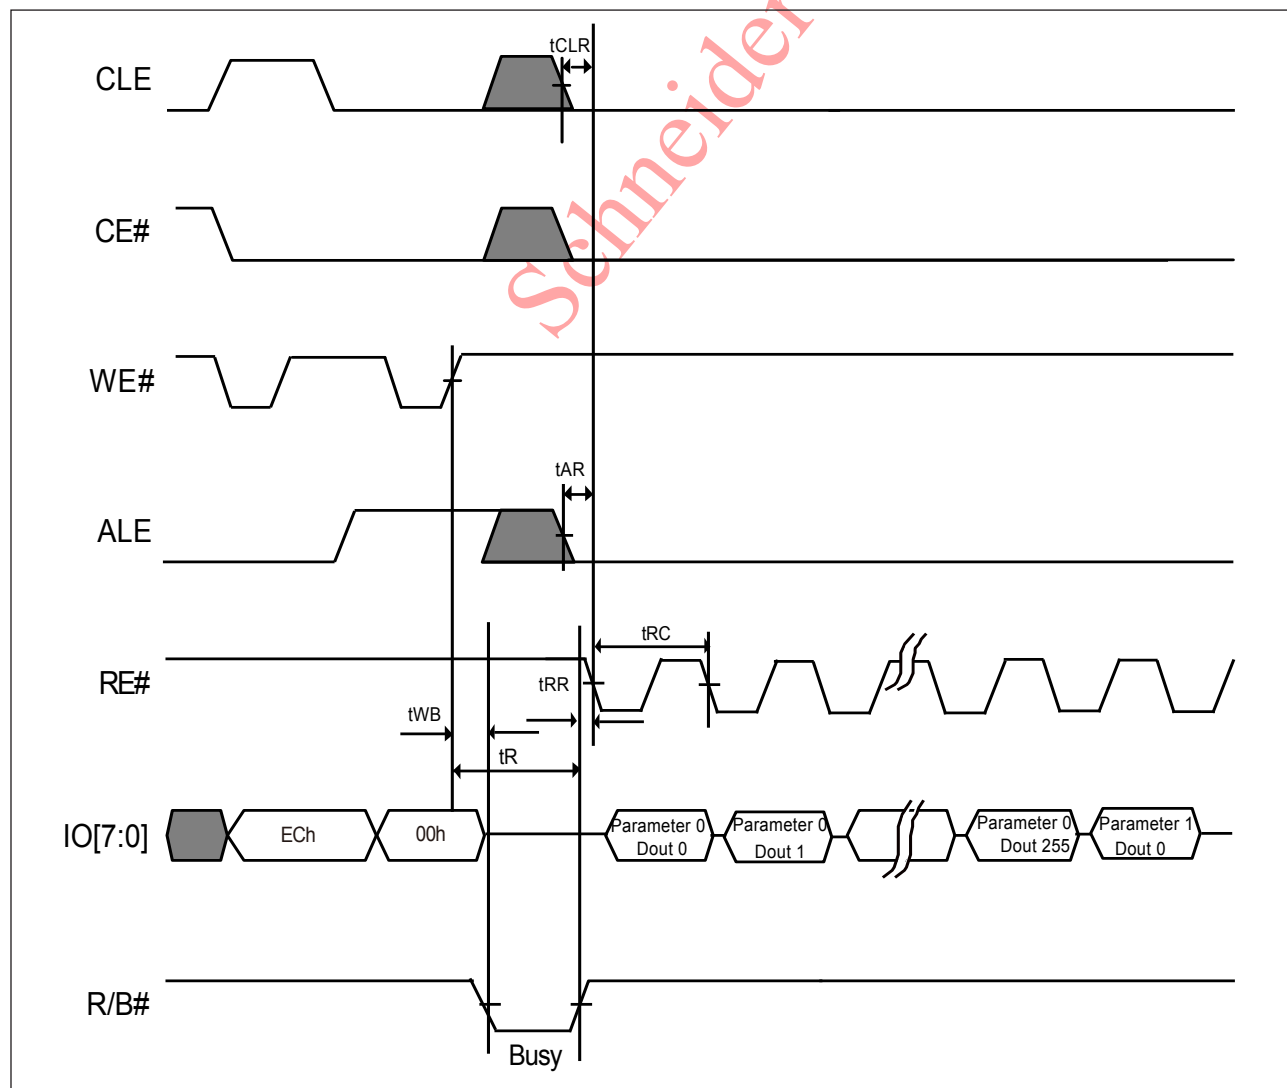 Schneider
tCLR
CLE
CE#
WE#
tAR
ALE
tRC
RE#
tRR
tWB
tR
IO[7:0]
ECh
00h
Parameter 0
Dout 0
Parameter 0
Dout 1
Parameter 0
Dout 255
Parameter 1
Dout 0
R/B#
Busy